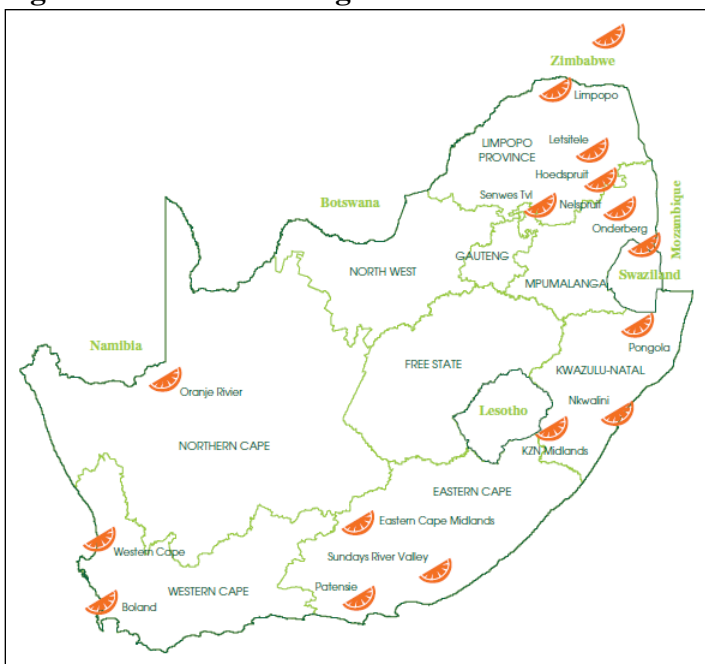 Zimbabwe
Limpopo
LIMPOPO
PROVINCE
Letsitele
Hoedspruit
Senwes Tvl
Nelspruit
Onderberg
Mozambique
Botswana
GAUTENG
NORTH WEST
MPUMALANGA
Swaziland
Pongola
Namibia
FREE STATE
KWAZULU-NATAL
Oranje Rivier
Nkwalini
Lesotho
NORTHERN CAPE
KZN Midlands
EASTERN CAPE
Eastern Cape Midlands
Western Cape
Sundays River Valley
WESTERN CAPE
Patensie
Boland